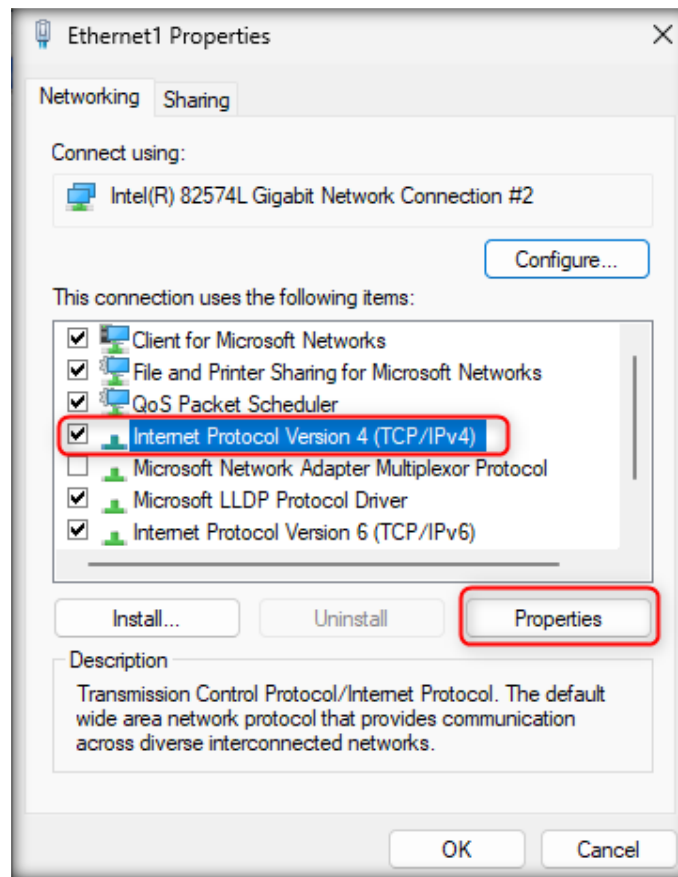 Ethernet1 Properties
Networking
Sharing
Connect using:
Intel(R) 82574L Gigabit Network Connection #2
Configure...
This connection uses the following items:
Client for Microsoft Networks
File and Printer Sharing for Microsoft Networks
QoS Packet Scheduler
Internet Protocol Version 4 (TCP/IPv4)
Microsoft Network Adapter Multiplexor Protocol
Microsoft LLDP Protocol Driver
Internet Protocol Version 6 (TCP/IPv6)
Install...
Uninstall
Properties
Description
Transmission Control Protocol/Internet Protocol. The default
wide area network protocol that provides communication
across diverse interconnected networks.
OK
Cancel